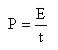 P = E/t